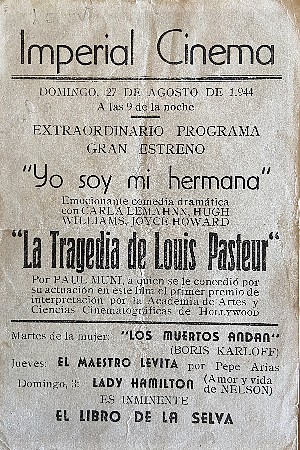 Imperial Cinema
DOMINGO, 27 DE AGOSTO DE 1.944
A las 9 de la noche
EXTRAORDINARIO PROGRAMA
GRAN ESTRENO
"Yo soy mi hermana"
Emocionante comedia dramática
con CARLA LEMAHNN, HUGH
WILLIAMS, JOYCE HOWARD
"La Tragedia de Louis Pasteur"
Por PAUL MUNI, a quien se le concedió por
su actuación en este film el primer premio de
interpretación por la Academia de Artes y
Ciencias Cinematográficas de HOLLYWOOD
Martes de la mujer: "LOS MUERTOS ANDAN"
(BORIS KARLOFF)
Jueves: EL MAESTRO LEVITA por Pepe Arias
Domingo, 3: LADY HAMILTON (Amor y vida
de NELSON)
ES INMINENTE
EL LIBRO DE LA SELVA